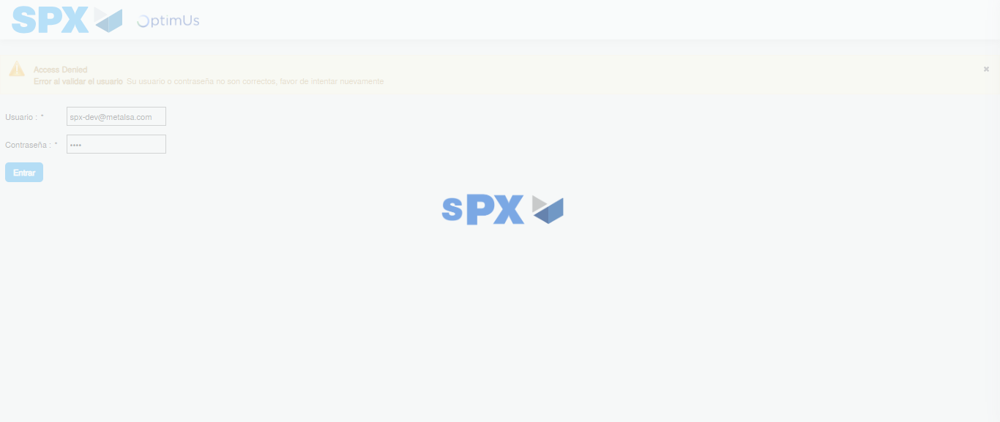 SPX OptimUs
Access Denied
Error al validar el usuario Su usuario o contraseña no son correctos, favor de intentar nuevamente
Usuario : * spx-dev@metalsa.com
Contraseña : * ••••
Entrar
sPX